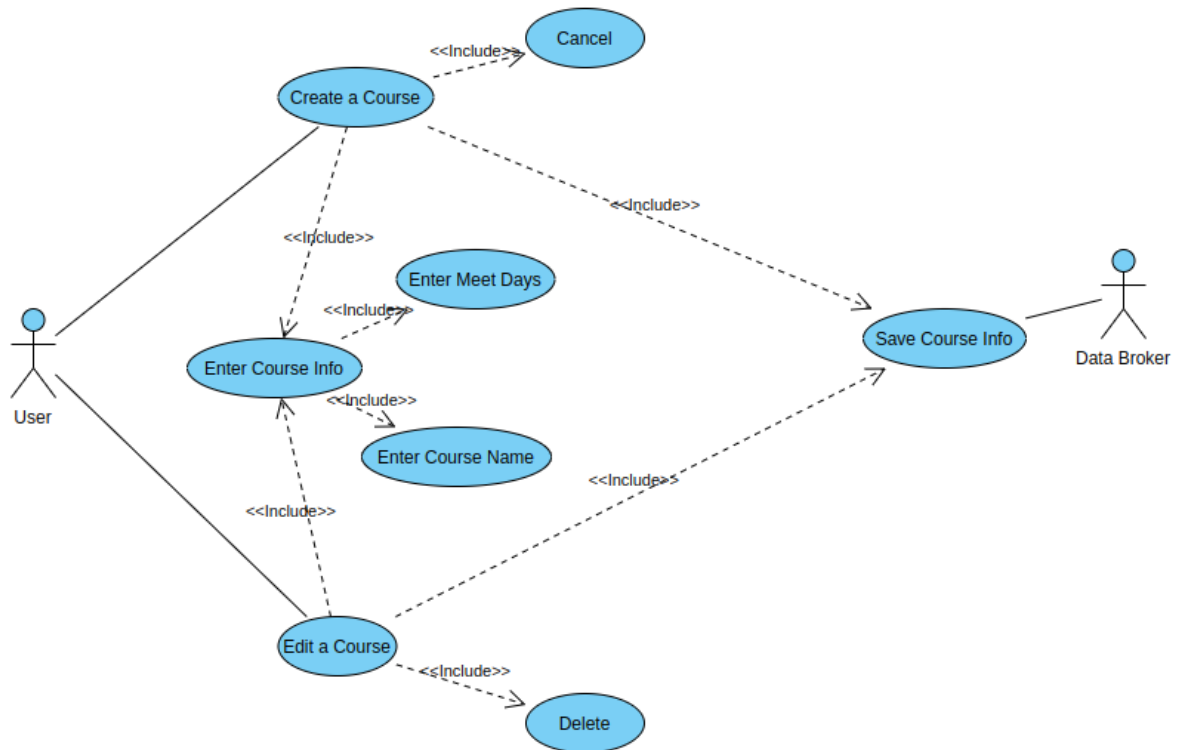 Cancel
<<Include>>
Create a Course
<<Include>>
<<Include>>
Enter Meet Days
<<Include>>
Save Course Info
Data Broker
Enter Course Info
User
<<Include>>
Enter Course Name
<<Include>>
<<Include>>
Edit a Course
<<Include>>
Delete